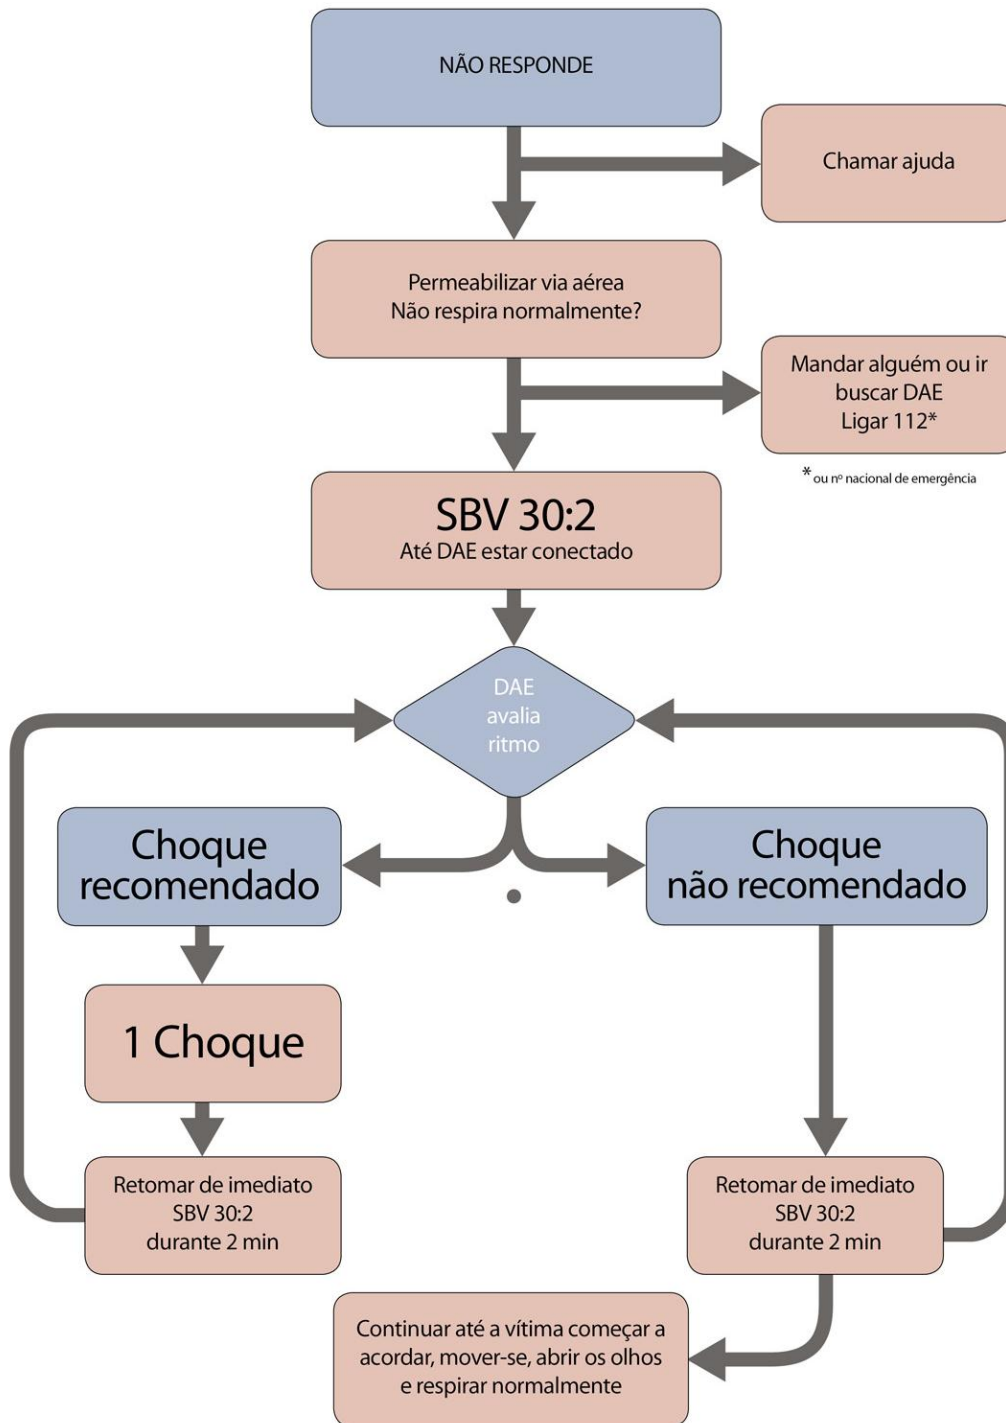 NÃO RESPONDE
Chamar ajuda
Permeabilizar via aérea
Não respira normalmente?
Mandar alguém ou ir
buscar DAE
Ligar 112*
* ou nº nacional de emergência
SBV 30:2
Até DAE estar conectado
DAE
avalia
ritmo
Choque
recomendado
Choque
não recomendado
1 Choque
Retomar de imediato
SBV 30:2
durante 2 min
Retomar de imediato
SBV 30:2
durante 2 min
Continuar até a vítima começar a
acordar, mover-se, abrir os olhos
e respirar normalmente